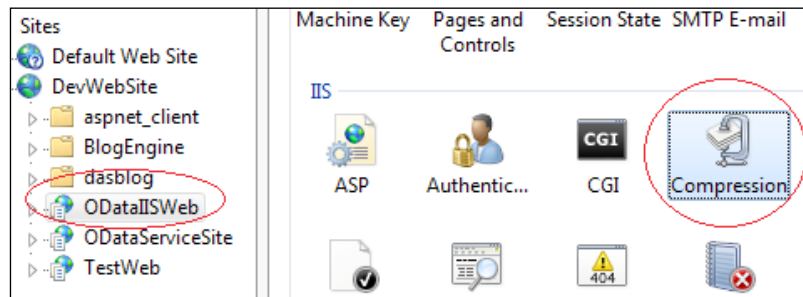 Sites
Default Web Site
DevWebSite
aspnet_client
BlogEngine
dasblog
ODataIISWeb
ODataServiceSite
TestWeb
Machine Key Pages and Controls Session State SMTP E-mail
IIS
ASP Authentic... CGI Compression
CGI
404